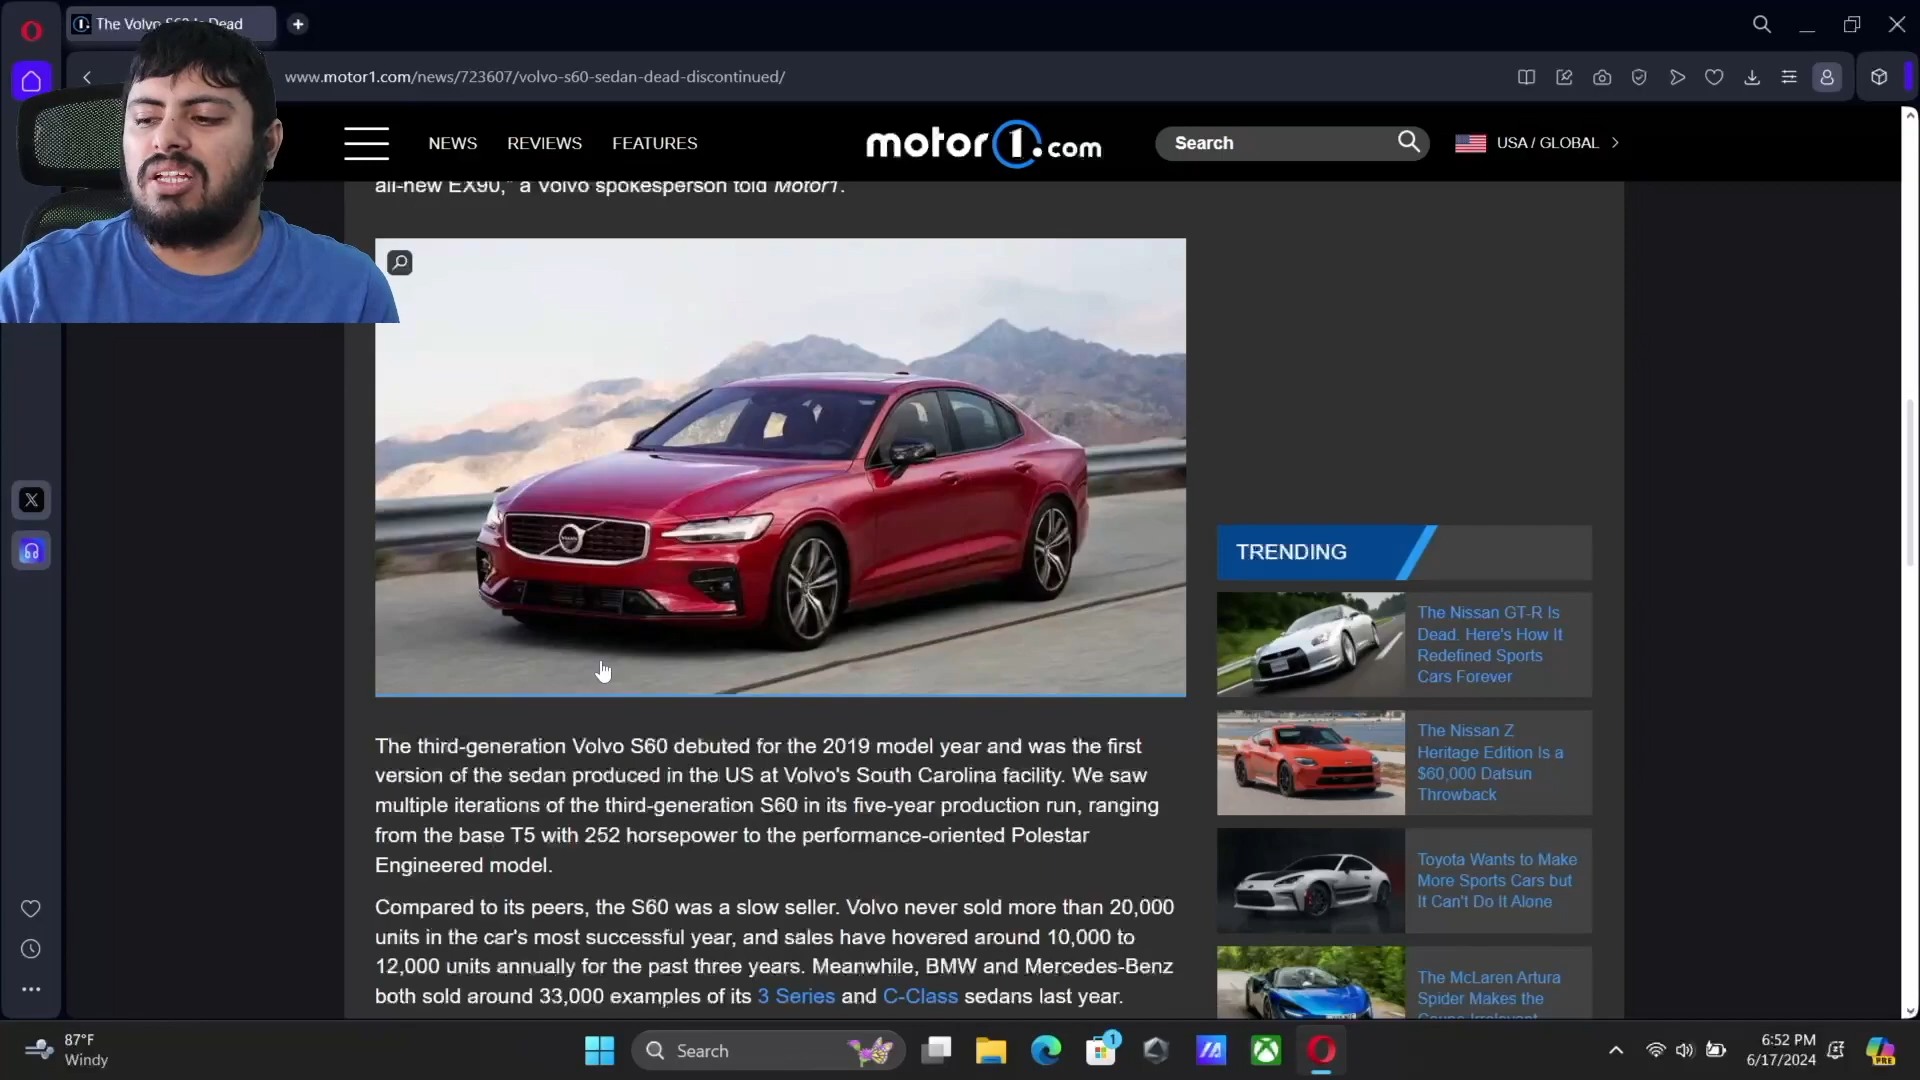 The Volvo S60 Is Dead
www.motor1.com/news/723607/volvo-s60-sedan-dead-discontinued/
NEWS
REVIEWS
FEATURES
motor1.com
Search
USA / GLOBAL
all-new EX90," a Volvo spokesperson told Motor1.
The third-generation Volvo S60 debuted for the 2019 model year and was the first
version of the sedan produced in the US at Volvo's South Carolina facility. We saw
multiple iterations of the third-generation S60 in its five-year production run, ranging
from the base T5 with 252 horsepower to the performance-oriented Polestar
Engineered model.
Compared to its peers, the S60 was a slow seller. Volvo never sold more than 20,000
units in the car's most successful year, and sales have hovered around 10,000 to
12,000 units annually for the past three years. Meanwhile, BMW and Mercedes-Benz
both sold around 33,000 examples of its 3 Series and C-Class sedans last year.
TRENDING
The Nissan GT-R Is
Dead. Here's How It
Redefined Sports
Cars Forever
The Nissan Z
Heritage Edition Is a
$60,000 Datsun
Throwback
Toyota Wants to Make
More Sports Cars but
It Can't Do It Alone
The McLaren Artura
Spider Makes the
Coupe Irrelevant
87°F
Windy
Search
1
6:52 PM
6/17/2024
PRE